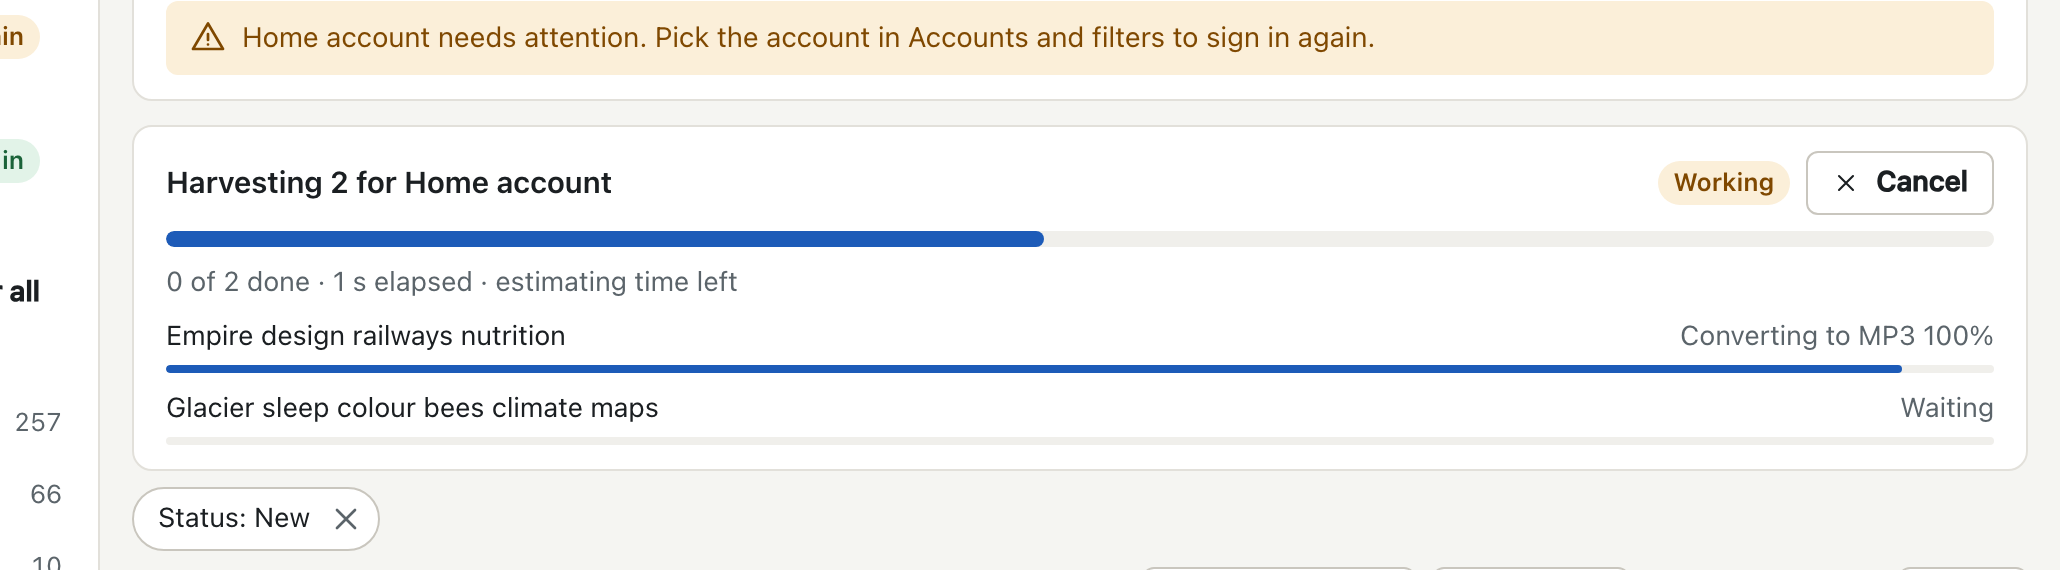 Home account needs attention. Pick the account in Accounts and filters to sign in again.
in
in
Harvesting 2 for Home account
Working
Cancel
0 of 2 done · 1 s elapsed · estimating time left
all
Empire design railways nutrition
Converting to MP3 100%
Glacier sleep colour bees climate maps
Waiting
257
66
Status: New
10